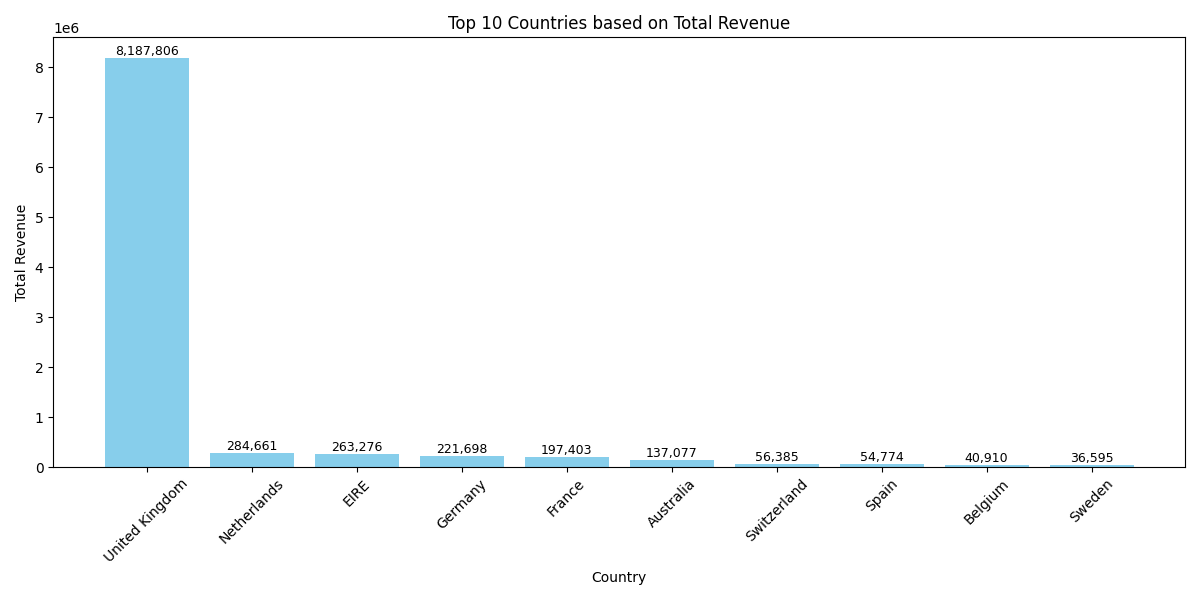 Top 10 Countries based on Total Revenue
1e6
8,187,806
8
7
6
5
4
3
2
1
0
Total Revenue
284,661
263,276
221,698
197,403
137,077
56,385
54,774
40,910
36,595
United Kingdom
Netherlands
EIRE
Germany
France
Australia
Switzerland
Spain
Belgium
Sweden
Country